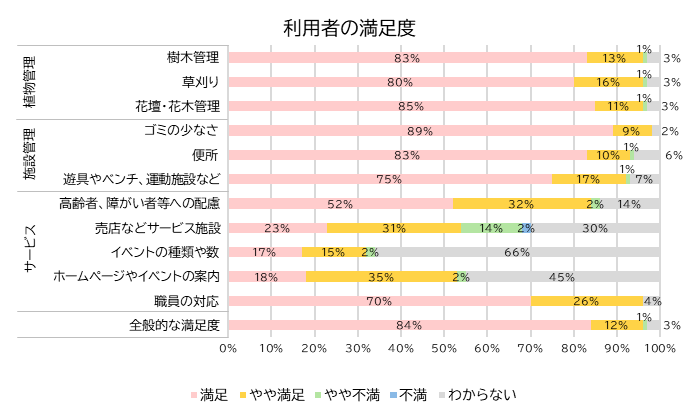 利用者の満足度
植物管理
樹木管理 83% 13% 1% 3%
草刈り 80% 16% 1% 3%
花壇・花木管理 85% 11% 1% 3%
施設管理
ゴミの少なさ 89% 9% 2%
便所 83% 10% 1% 6%
遊具やベンチ、運動施設など 75% 17% 1% 7%
サービス
高齢者、障がい者等への配慮 52% 32% 2% 14%
売店などサービス施設 23% 31% 14% 2% 30%
イベントの種類や数 17% 15% 2% 66%
ホームページやイベントの案内 18% 35% 2% 45%
職員の対応 70% 26% 4%
全般的な満足度 84% 12% 1% 3%
0% 10% 20% 30% 40% 50% 60% 70% 80% 90% 100%
満足 やや満足 やや不満 不満 わからない